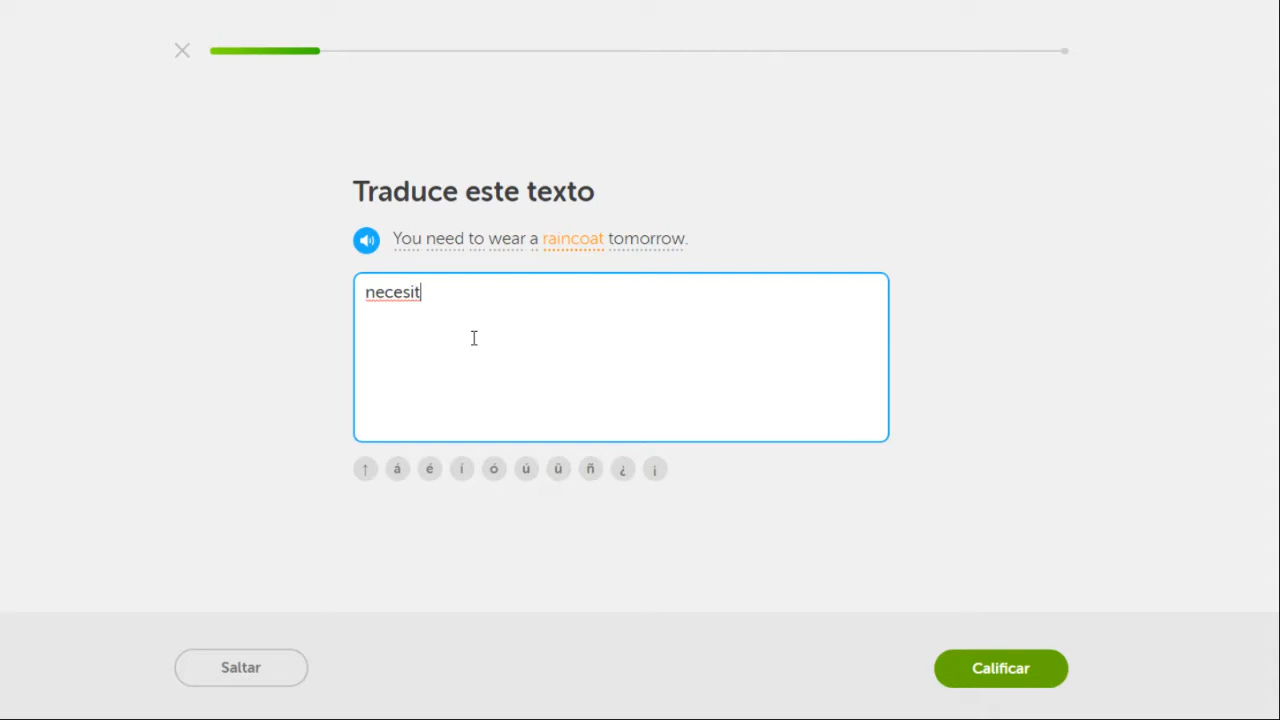 Traduce este texto
You need to wear a raincoat tomorrow.
necesit
↑ á é í ó ú ü ñ ¿ ¡
Saltar
Calificar